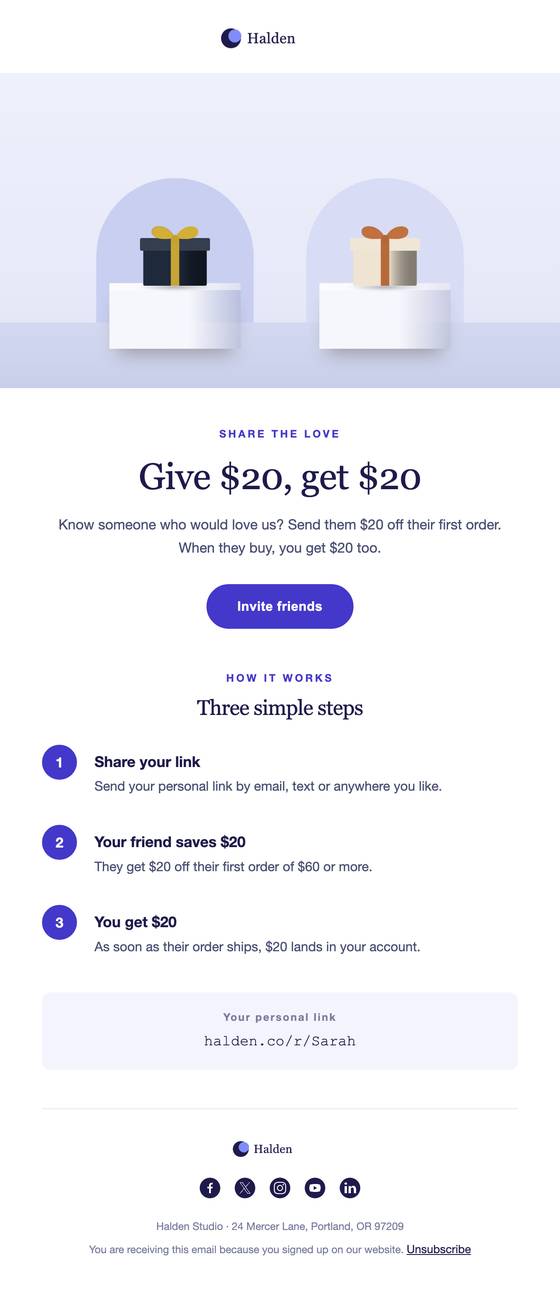 Halden
SHARE THE LOVE
Give $20, get $20
Know someone who would love us? Send them $20 off their first order.
When they buy, you get $20 too.
Invite friends
HOW IT WORKS
Three simple steps
1
Share your link
Send your personal link by email, text or anywhere you like.
2
Your friend saves $20
They get $20 off their first order of $60 or more.
3
You get $20
As soon as their order ships, $20 lands in your account.
Your personal link
halden.co/r/Sarah
Halden
Halden Studio · 24 Mercer Lane, Portland, OR 97209
You are receiving this email because you signed up on our website. Unsubscribe